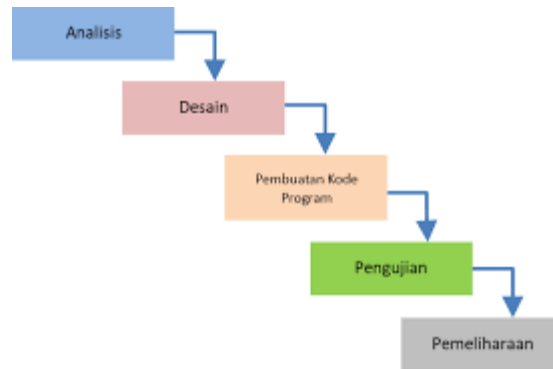 Analisis
Desain
Pembuatan Kode
Program
Pengujian
Pemeliharaan